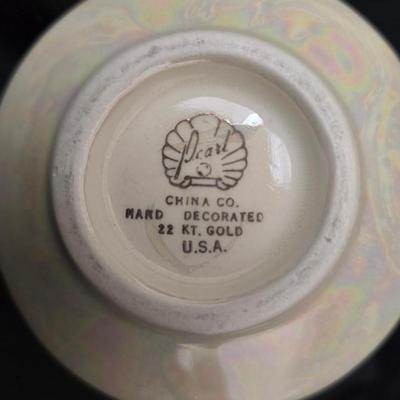 Pearl
CHINA CO.
HAND DECORATED
22 KT. GOLD
U.S.A.